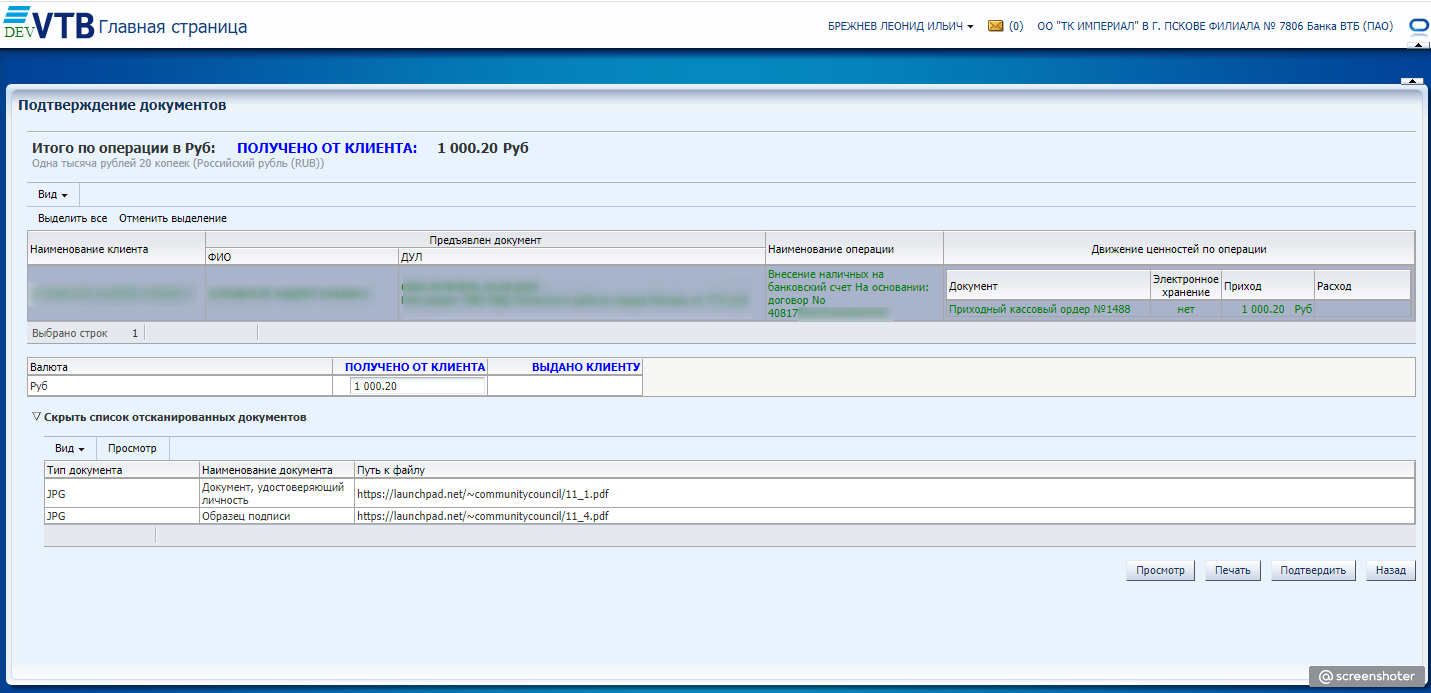 DEV VTB Главная страница
БРЕЖНЕВ ЛЕОНИД ИЛЬИЧ (0) ОО "ТК ИМПЕРИАЛ" В Г. ПСКОВЕ ФИЛИАЛА № 7806 Банка ВТБ (ПАО)
Подтверждение документов
Итого по операции в Руб: ПОЛУЧЕНО ОТ КЛИЕНТА: 1 000.20 Руб
Одна тысяча рублей 20 копеек (Российский рубль (RUB))
Вид
Выделить все Отменить выделение
Наименование клиента
Предъявлен документ
ФИО ДУЛ
Наименование операции
Движение ценностей по операции
Внесение наличных на
банковский счет На основании:
договор No
40817
Документ
Электронное
хранение
Приход Расход
Приходный кассовый ордер №1488 нет 1 000.20 Руб
Выбрано строк 1
Валюта ПОЛУЧЕНО ОТ КЛИЕНТА ВЫДАНО КЛИЕНТУ
Руб 1 000.20
Скрыть список отсканированных документов
Вид Просмотр
Тип документа Наименование документа Путь к файлу
JPG
Документ, удостоверяющий
личность
https://launchpad.net/~communitycouncil/11_1.pdf
JPG Образец подписи https://launchpad.net/~communitycouncil/11_4.pdf
Просмотр Печать Подтвердить Назад
@screenshoter